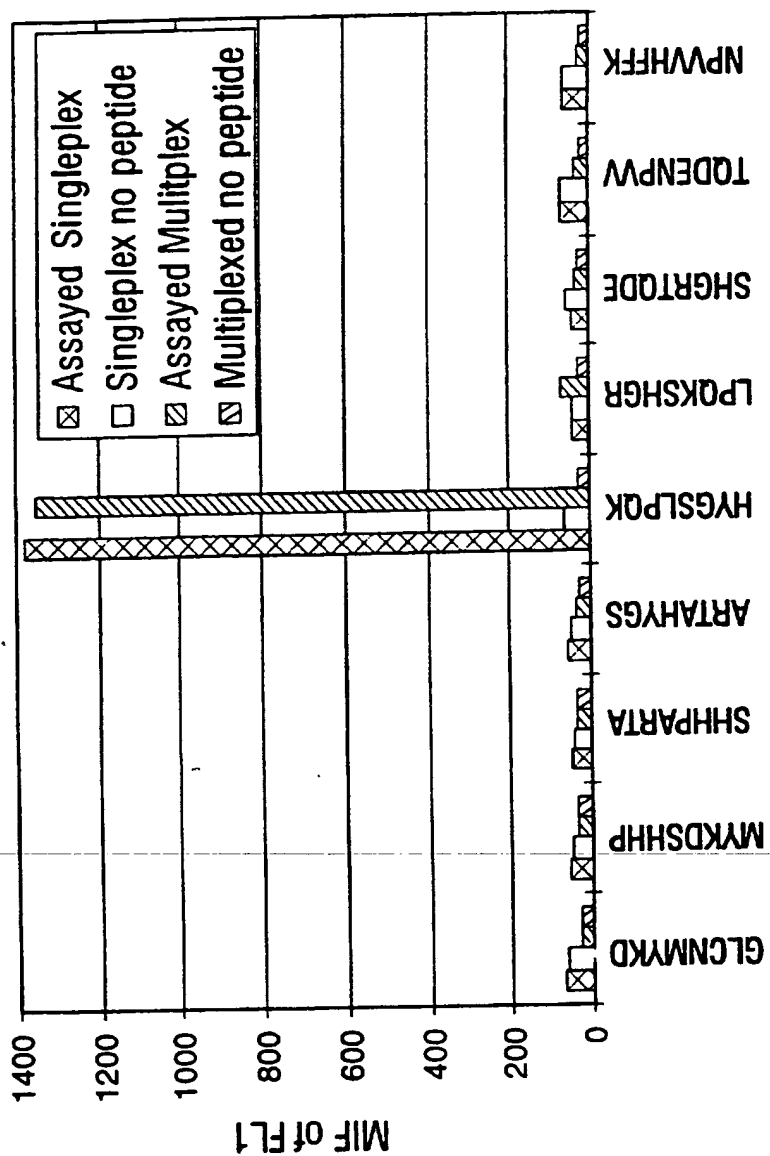 MIF of FL1
1400
1200
1000
800
600
400
200
0
Assayed Singleplex
Singleplex no peptide
Assayed Mulitplex
Multiplexed no peptide
GLCNMYKD
MYKDSHHP
SHHPARTA
ARTAHYGS
HYGSLPQK
LPQKSHGR
SHGRTQDE
TQDENPVV
NPVVHFFK